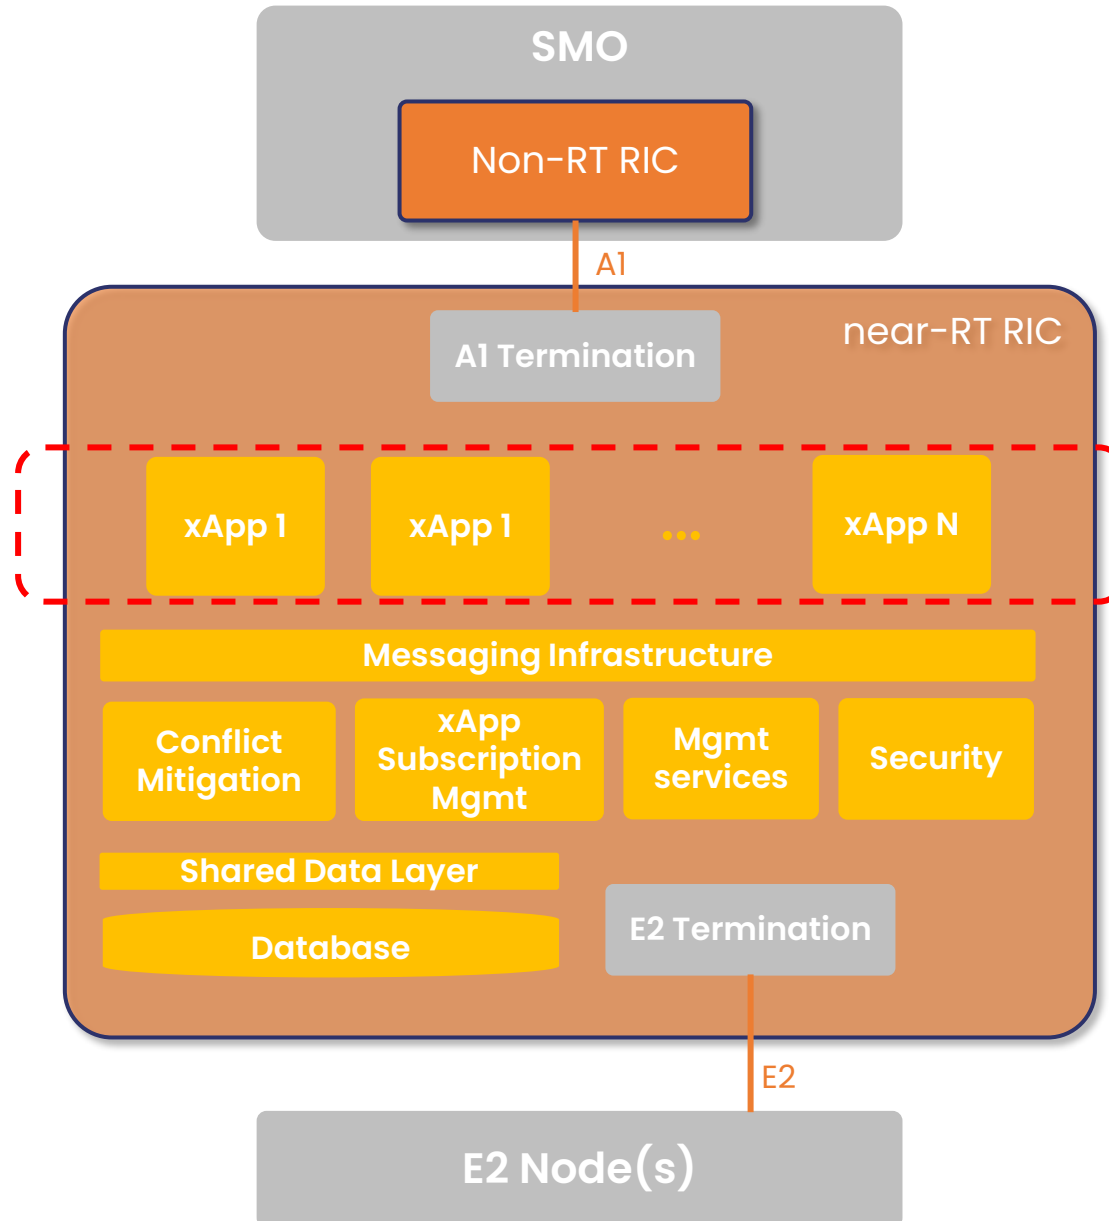 SMO
Non-RT RIC
A1
near-RT RIC
A1 Termination
xApp 1
xApp 1
...
xApp N
Messaging Infrastructure
Conflict
Mitigation
xApp
Subscription
Mgmt
Mgmt
services
Security
Shared Data Layer
Database
E2 Termination
E2
E2 Node(s)